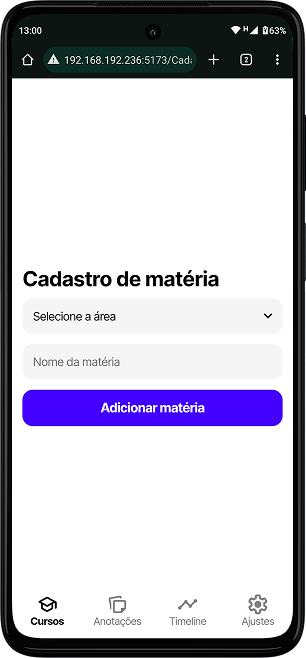 13:00
H
63%
192.168.192.236:5173/Cada
2
Cadastro de matéria
Selecione a área
Nome da matéria
Adicionar matéria
Cursos Anotações Timeline Ajustes